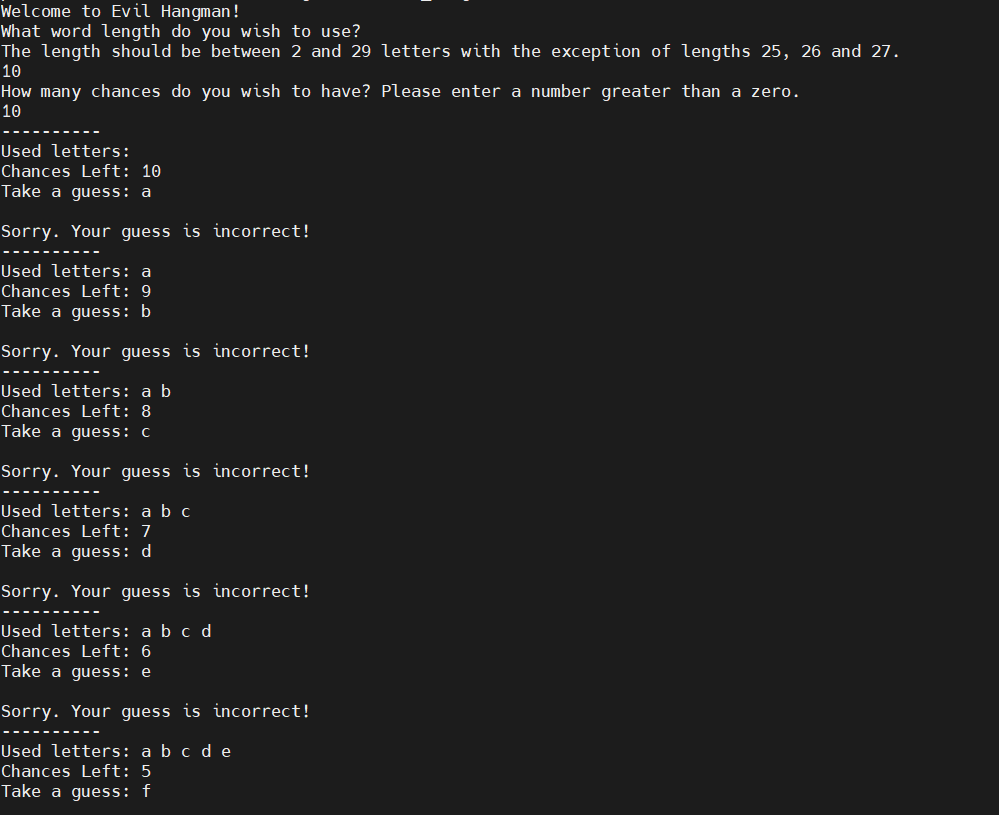 Welcome to Evil Hangman!
What word length do you wish to use?
The length should be between 2 and 29 letters with the exception of lengths 25, 26 and 27.
10
How many chances do you wish to have? Please enter a number greater than a zero.
10
----------
Used letters:
Chances Left: 10
Take a guess: a

Sorry. Your guess is incorrect!
----------
Used letters: a
Chances Left: 9
Take a guess: b

Sorry. Your guess is incorrect!
----------
Used letters: a b
Chances Left: 8
Take a guess: c

Sorry. Your guess is incorrect!
----------
Used letters: a b c
Chances Left: 7
Take a guess: d

Sorry. Your guess is incorrect!
----------
Used letters: a b c d
Chances Left: 6
Take a guess: e

Sorry. Your guess is incorrect!
----------
Used letters: a b c d e
Chances Left: 5
Take a guess: f